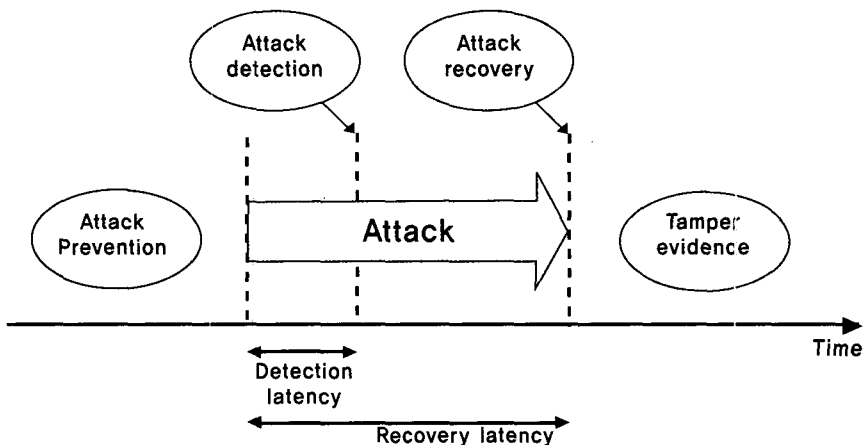 Attack
detection
Attack
recovery
Attack
Prevention
Attack
Tamper
evidence
Time
Detection
latency
Recovery latency